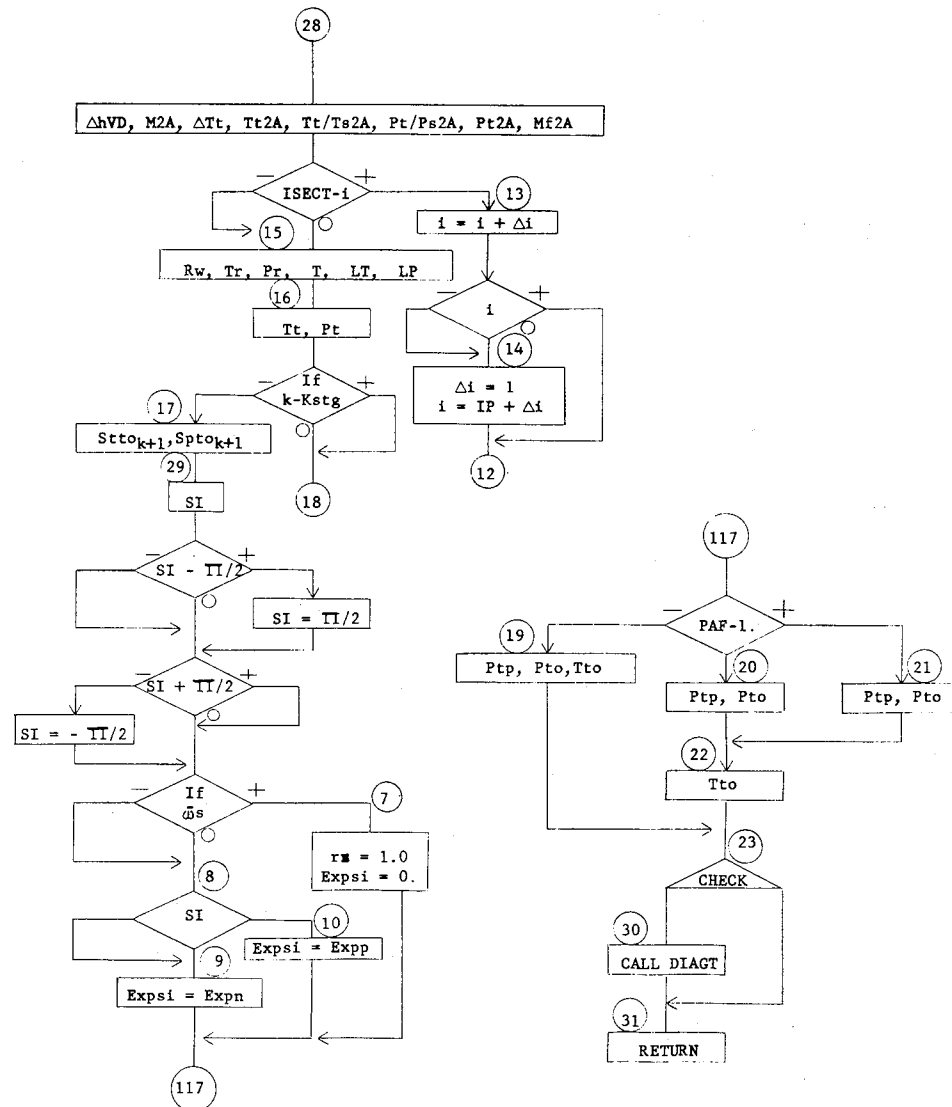 28
ΔhVD, M2A, ΔTt, Tt2A, Tt/Ts2A, Pt/Ps2A, Pt2A, Mf2A
- ISECT-i +
O
13
i = i + Δi
15
Rw, Tr, Pr, T, LT, LP
16
Tt, Pt
- i +
O
14
Δi = 1
i = IP + Δi
12
- If +
k-Kstg
O
18
17
Stto k+1, Spto k+1
29
SI
- SI - π/2 +
O
SI = π/2
- SI + π/2 +
O
SI = - π/2
- If +
ω̄s
O
7
r = 1.0
Expsi = 0.
8
SI
10
Expsi = Expp
9
Expsi = Expn
117
117
- PAF-1. +
19
Ptp, Pto,Tto
20
Ptp, Pto
21
Ptp, Pto
22
Tto
23
CHECK
30
CALL DIAGT
31
RETURN